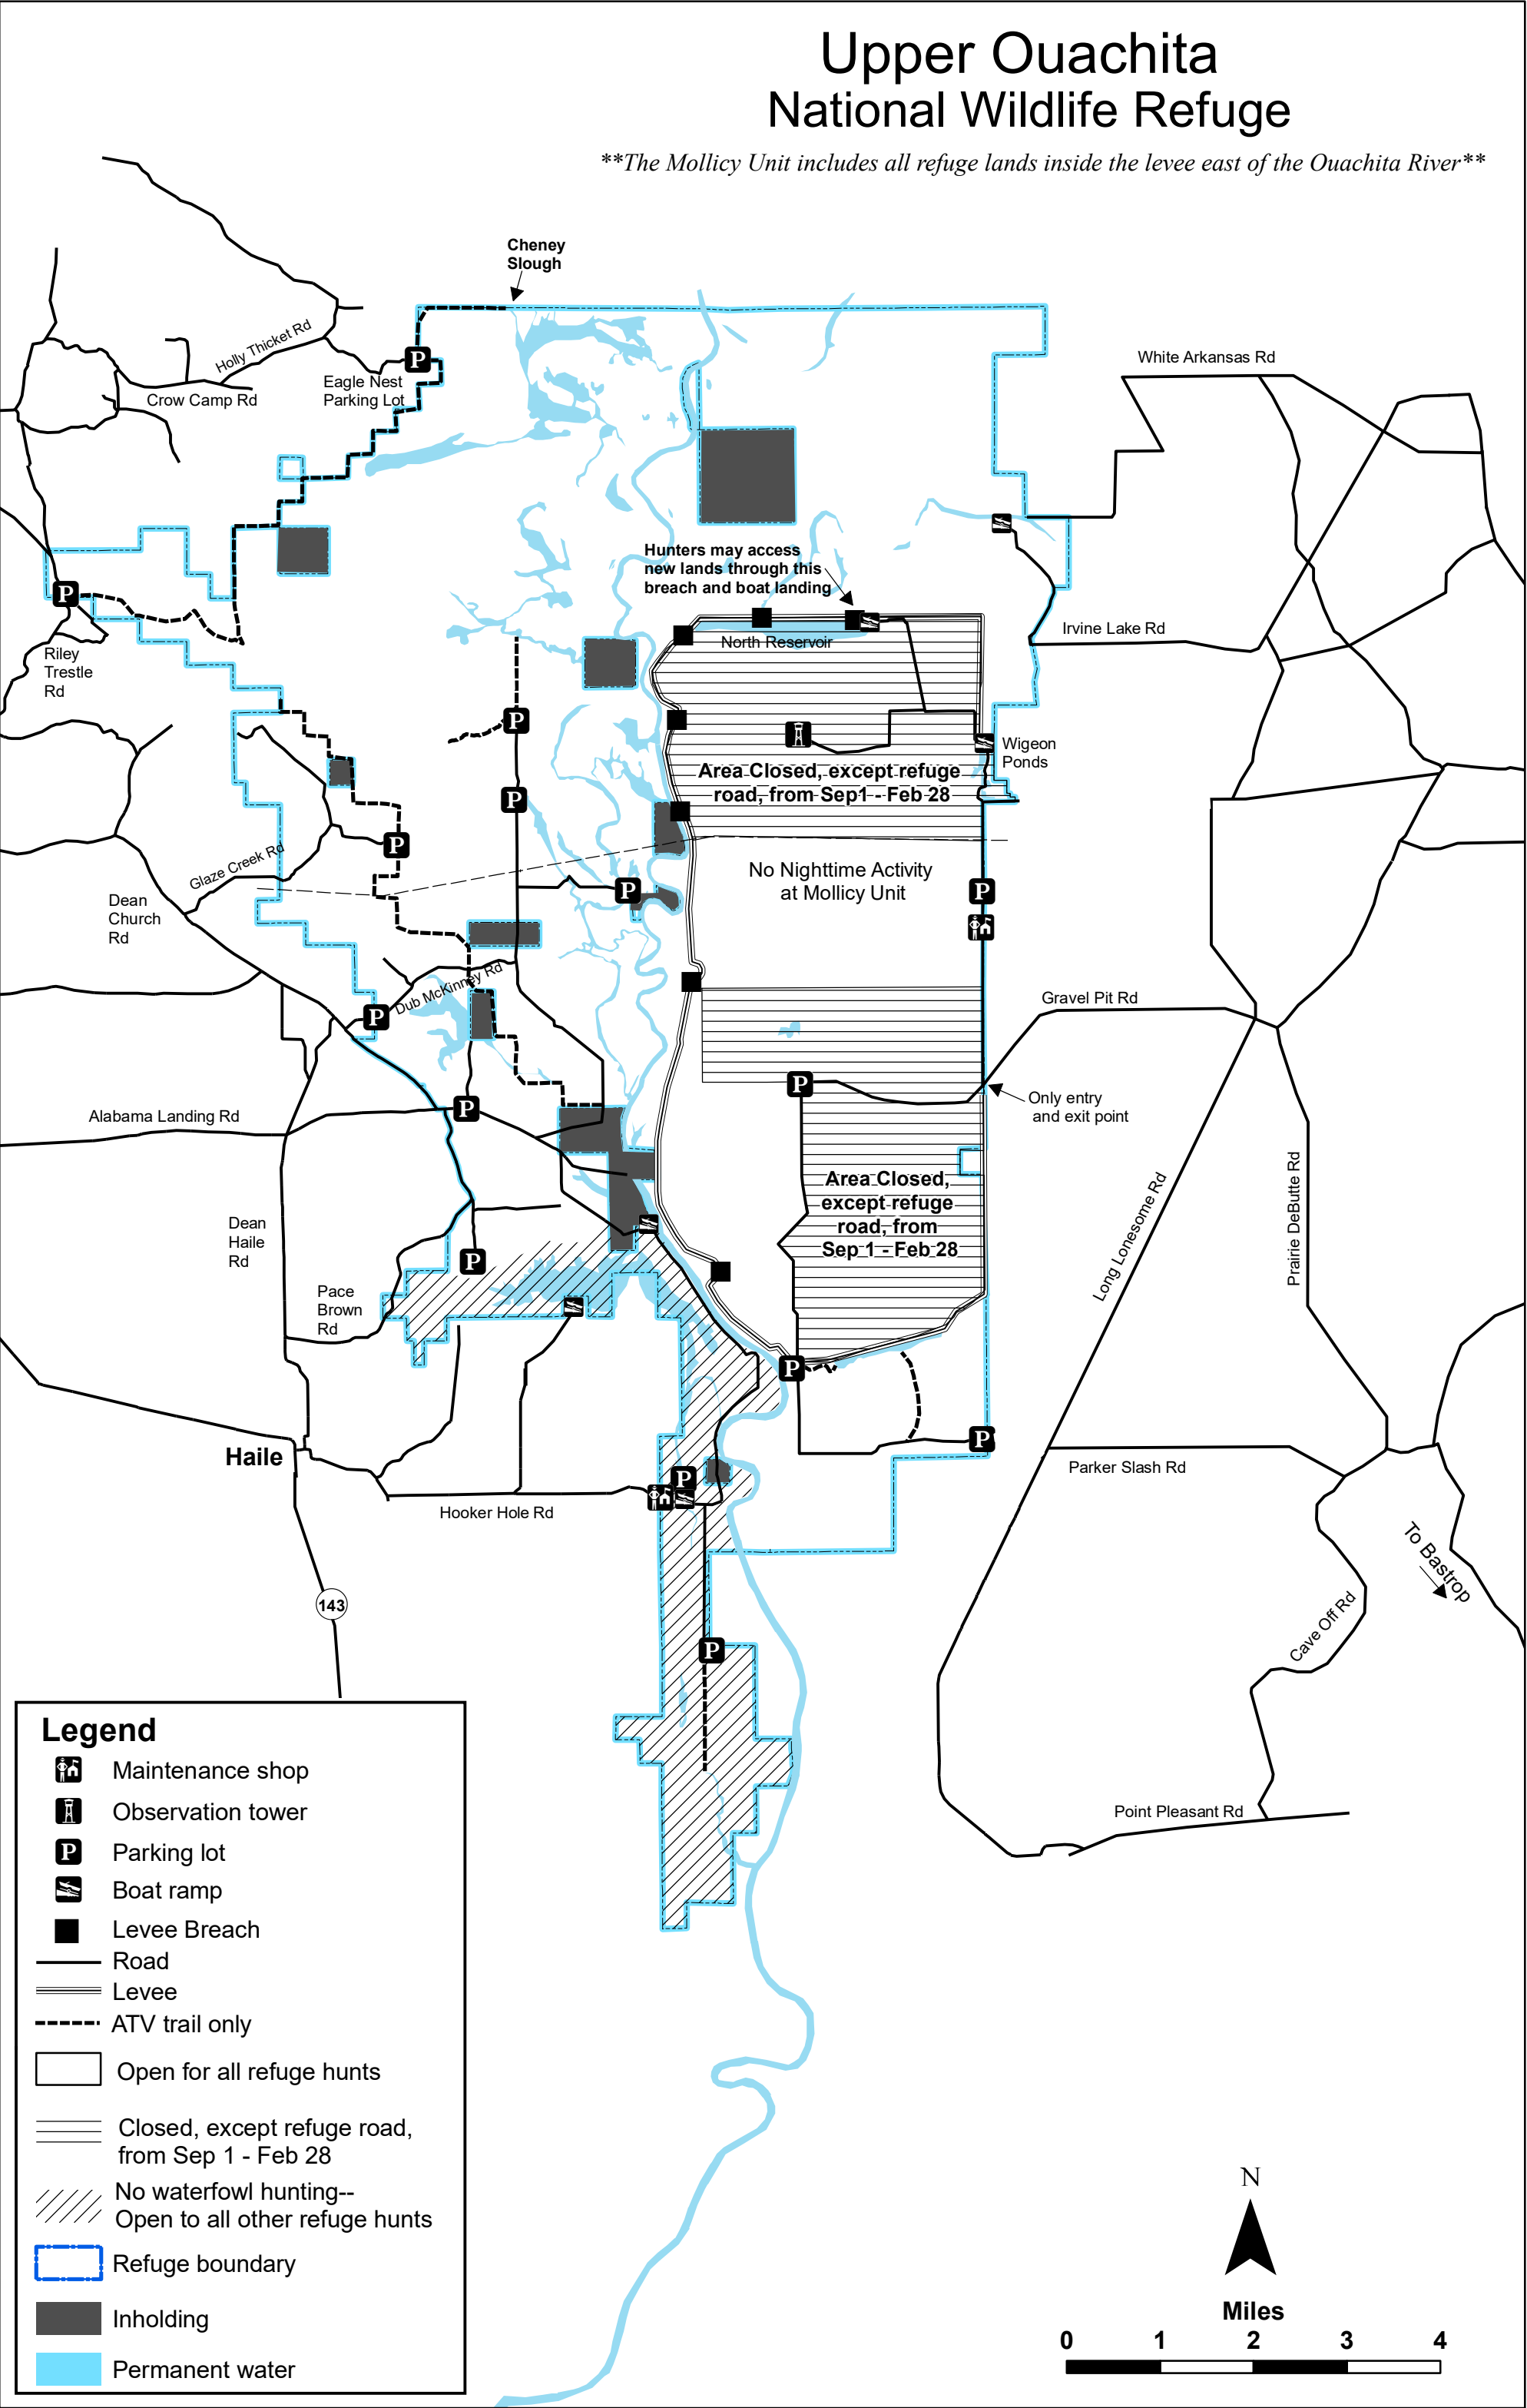 Upper Ouachita
National Wildlife Refuge
**The Mollicy Unit includes all refuge lands inside the levee east of the Ouachita River**
Cheney
Slough
Holly Thicket Rd
White Arkansas Rd
P
Eagle Nest
Parking Lot
Crow Camp Rd
Hunters may access
new lands through this
breach and boat landing
P
Irvine Lake Rd
North Reservoir
Riley
Trestle
Rd
P
Wigeon
Ponds
Area Closed, except refuge
road, from Sep1 - Feb 28
P
P
Glaze Creek Rd
No Nighttime Activity
at Mollicy Unit
P
P
Dean
Church
Rd
Dub McKinney Rd
Gravel Pit Rd
P
P
Only entry
and exit point
Alabama Landing Rd
P
Area Closed,
except refuge
road, from
Sep 1 - Feb 28
Long Lonesome Rd
Prairie DeButte Rd
Dean
Haile
Rd
P
Pace
Brown
Rd
P
P
Haile
Parker Slash Rd
P
Hooker Hole Rd
To Bastrop
143
Cave Off Rd
P
Point Pleasant Rd
Legend
Maintenance shop
Observation tower
P Parking lot
Boat ramp
Levee Breach
Road
Levee
ATV trail only
Open for all refuge hunts
Closed, except refuge road,
from Sep 1 - Feb 28
No waterfowl hunting--
Open to all other refuge hunts
Refuge boundary
Inholding
Permanent water
N
Miles
0 1 2 3 4